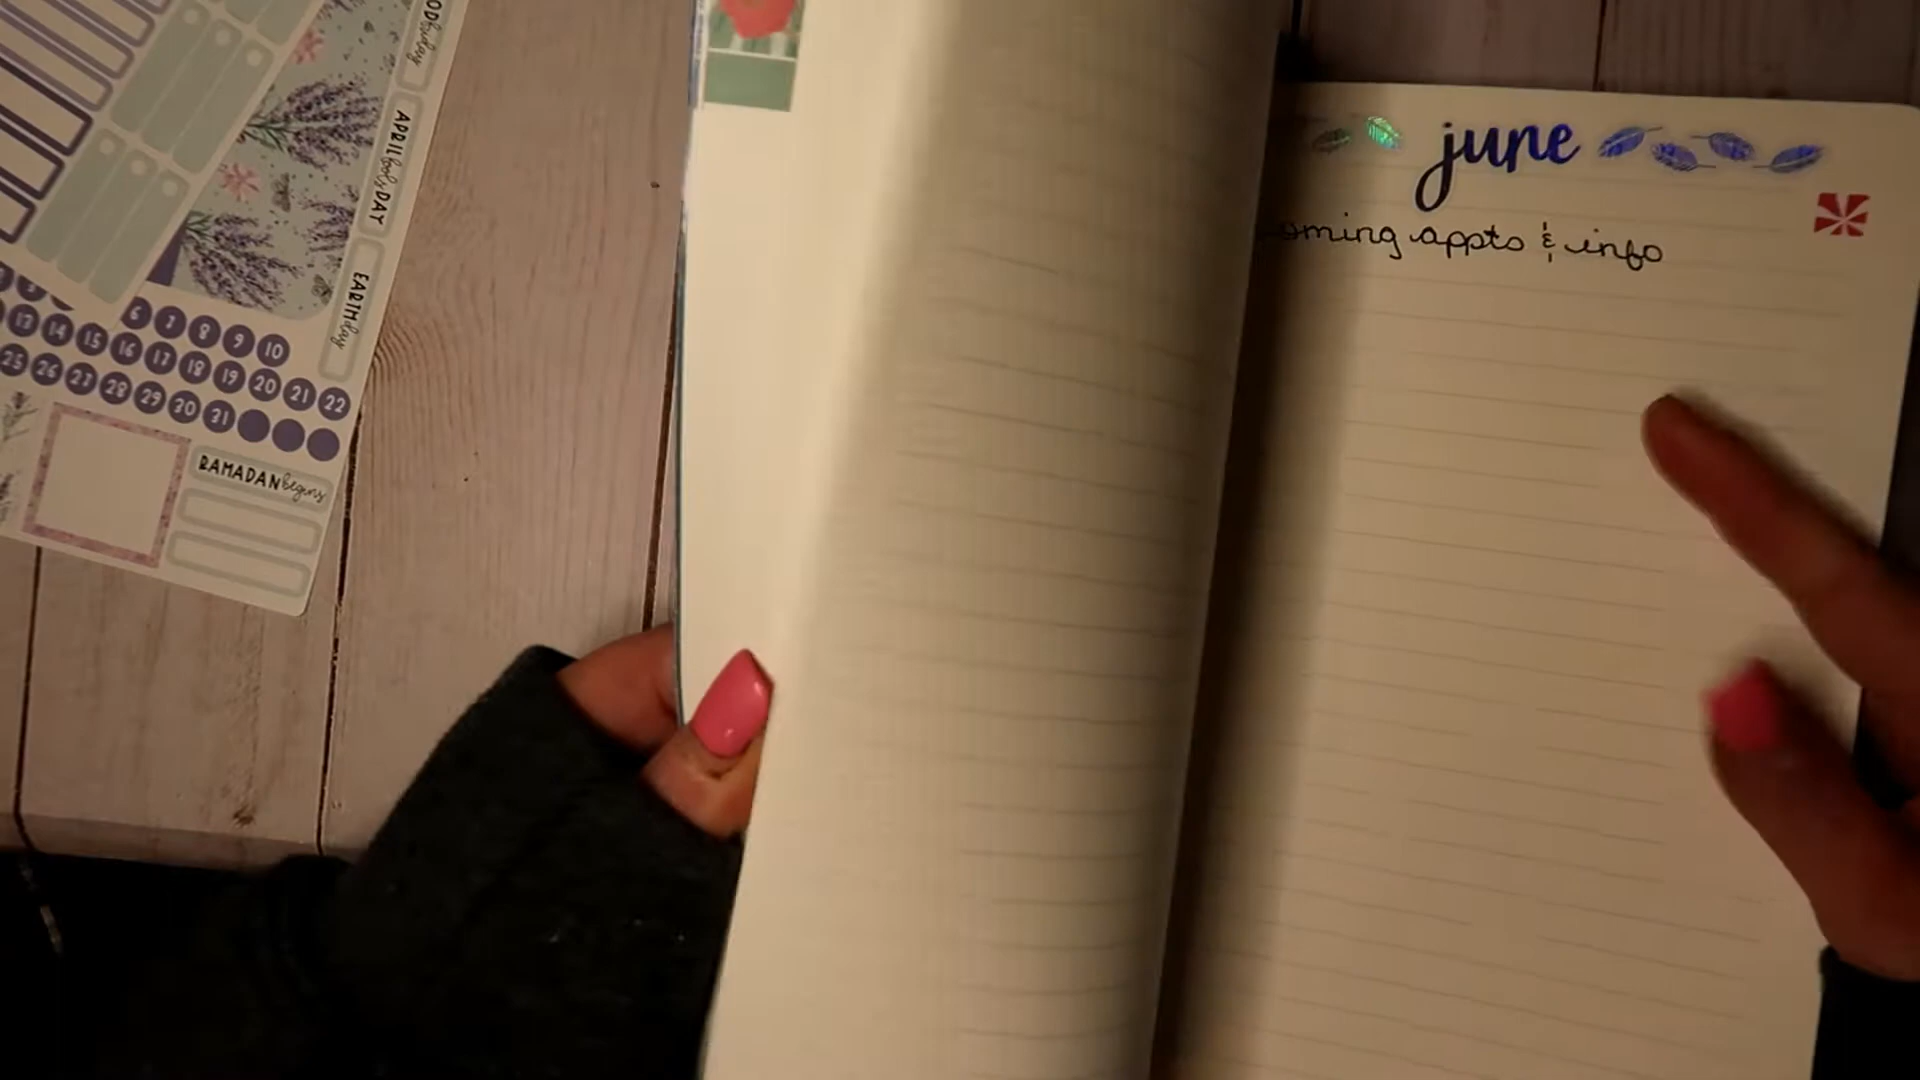 APRIL fools DAY
EARTH day
6 7 8 9 10
13 14 15 16 17 18 19 20 21 22
25 26 27 28 29 30 31
RAMADAN begins
june
oming appts & info